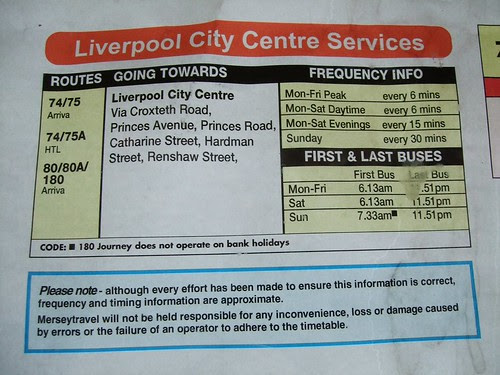 Liverpool City Centre Services
ROUTES GOING TOWARDS
74/75
Arriva
74/75A
HTL
80/80A/
180
Arriva
Liverpool City Centre
Via Croxteth Road,
Princes Avenue, Princes Road,
Catharine Street, Hardman
Street, Renshaw Street,
FREQUENCY INFO
Mon-Fri Peak every 6 mins
Mon-Sat Daytime every 6 mins
Mon-Sat Evenings every 15 mins
Sunday every 30 mins
FIRST & LAST BUSES
First Bus Last Bus
Mon-Fri 6.13am 11.51pm
Sat 6.13am 11.51pm
Sun 7.33am■ 11.51pm
CODE: ■ 180 Journey does not operate on bank holidays
Please note - although every effort has been made to ensure this information is correct,
frequency and timing information are approximate.
Merseytravel will not be held responsible for any inconvenience, loss or damage caused
by errors or the failure of an operator to adhere to the timetable.
7